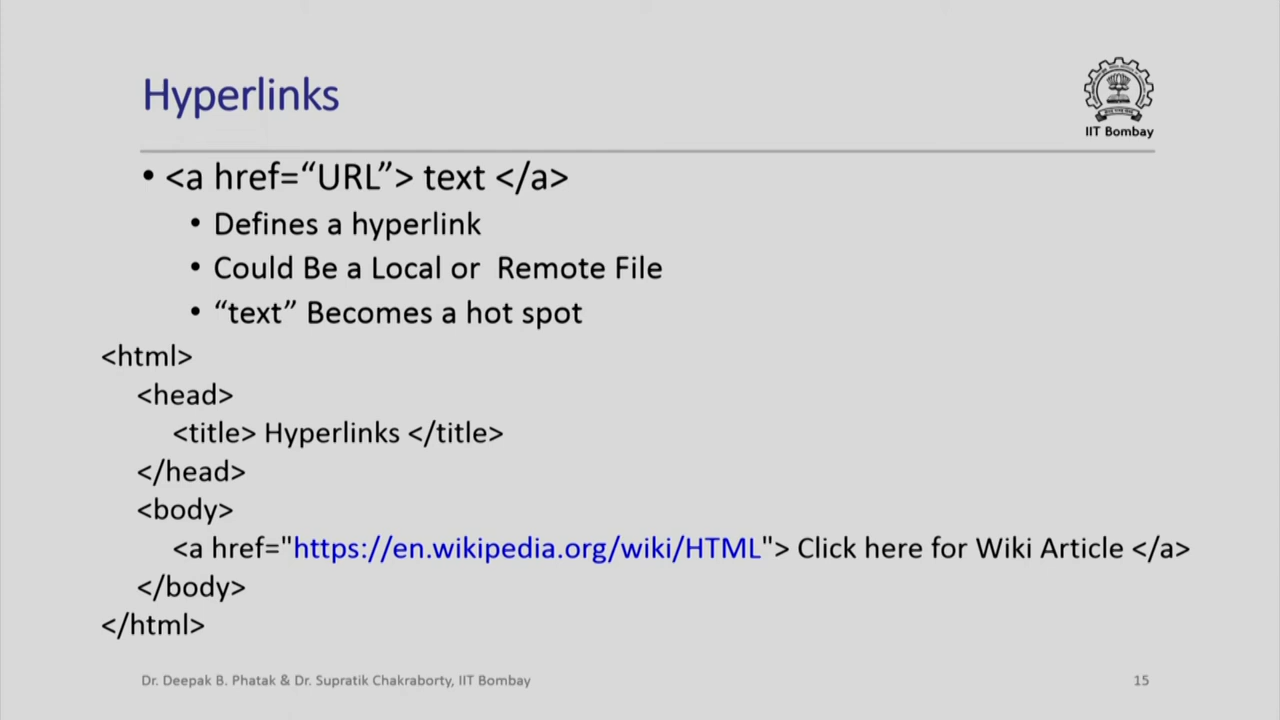 Hyperlinks
IIT Bombay
• <a href=“URL”> text </a>
• Defines a hyperlink
• Could Be a Local or Remote File
• “text” Becomes a hot spot
<html>
<head>
<title> Hyperlinks </title>
</head>
<body>
<a href="https://en.wikipedia.org/wiki/HTML"> Click here for Wiki Article </a>
</body>
</html>
Dr. Deepak B. Phatak & Dr. Supratik Chakraborty, IIT Bombay
15